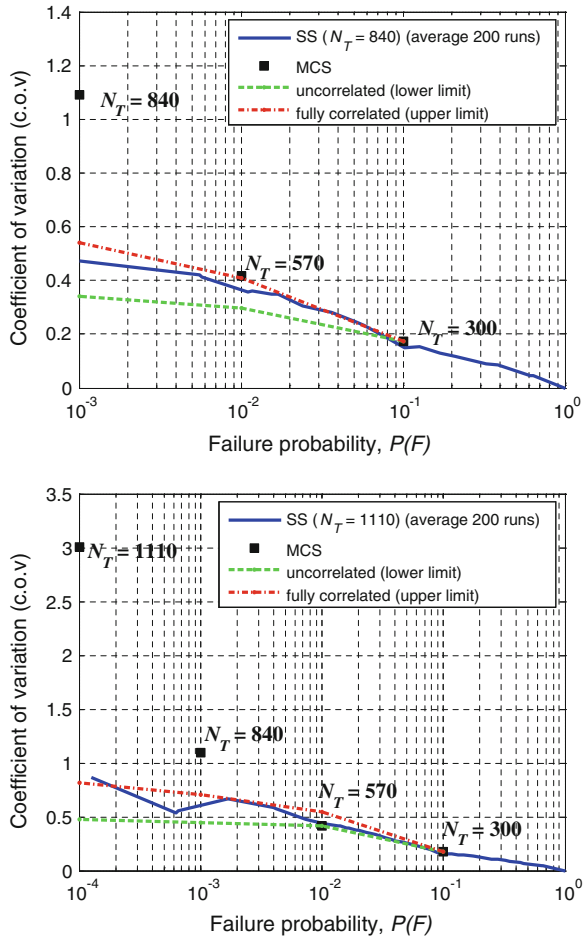 1.4
1.2
1
0.8
0.6
0.4
0.2
0
Coefficient of variation (c.o.v)
SS ( N_T = 840) (average 200 runs)
MCS
uncorrelated (lower limit)
fully correlated (upper limit)
N_T = 840
N_T = 570
N_T = 300
10^-3
10^-2
10^-1
10^0
Failure probability, P(F)
3.5
3
2.5
2
1.5
1
0.5
0
Coefficient of variation (c.o.v)
SS ( N_T = 1110) (average 200 runs)
MCS
uncorrelated (lower limit)
fully correlated (upper limit)
N_T = 1110
N_T = 840
N_T = 570
N_T = 300
10^-4
10^-3
10^-2
10^-1
10^0
Failure probability, P(F)